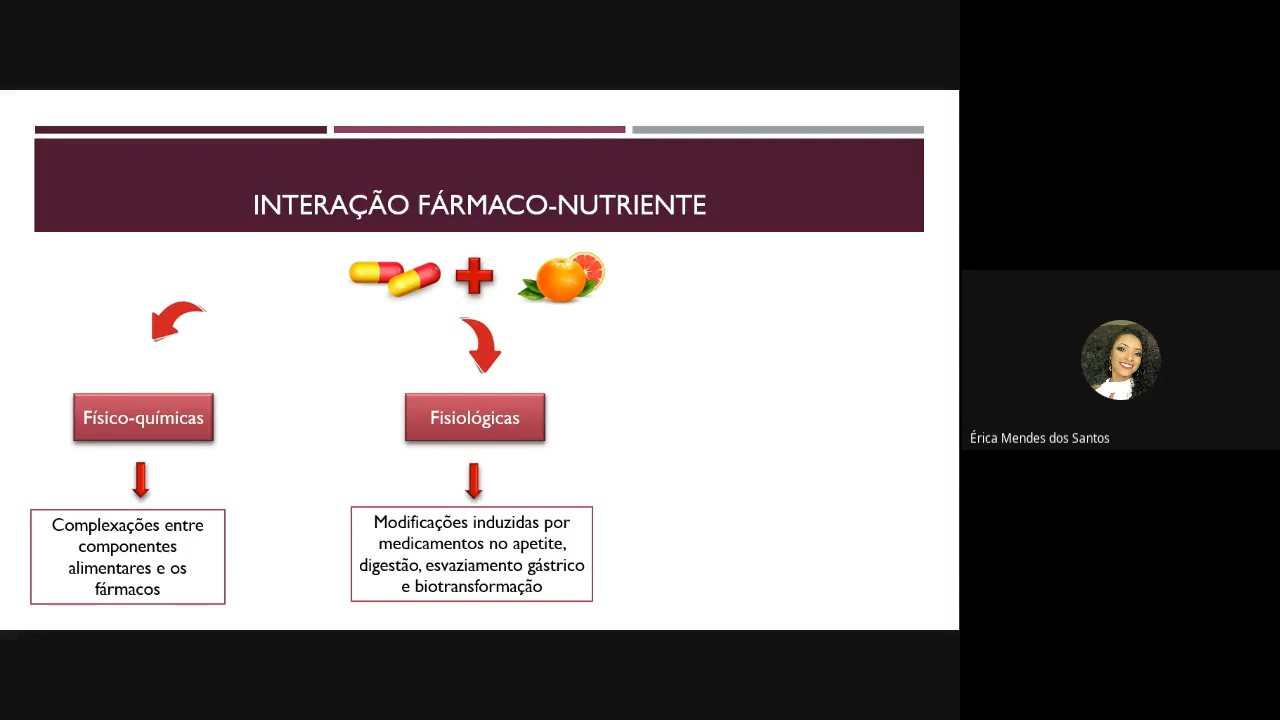 INTERAÇÃO FÁRMACO-NUTRIENTE
Físico-químicas
Fisiológicas
Complexações entre
componentes
alimentares e os
fármacos
Modificações induzidas por
medicamentos no apetite,
digestão, esvaziamento gástrico
e biotransformação
Érica Mendes dos Santos